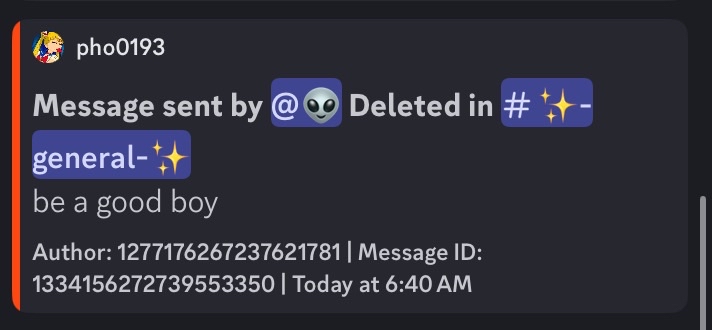 pho0193
Message sent by @👽 Deleted in # ✨-
general-✨
be a good boy
Author: 1277176267237621781 | Message ID:
1334156272739553350 | Today at 6:40 AM